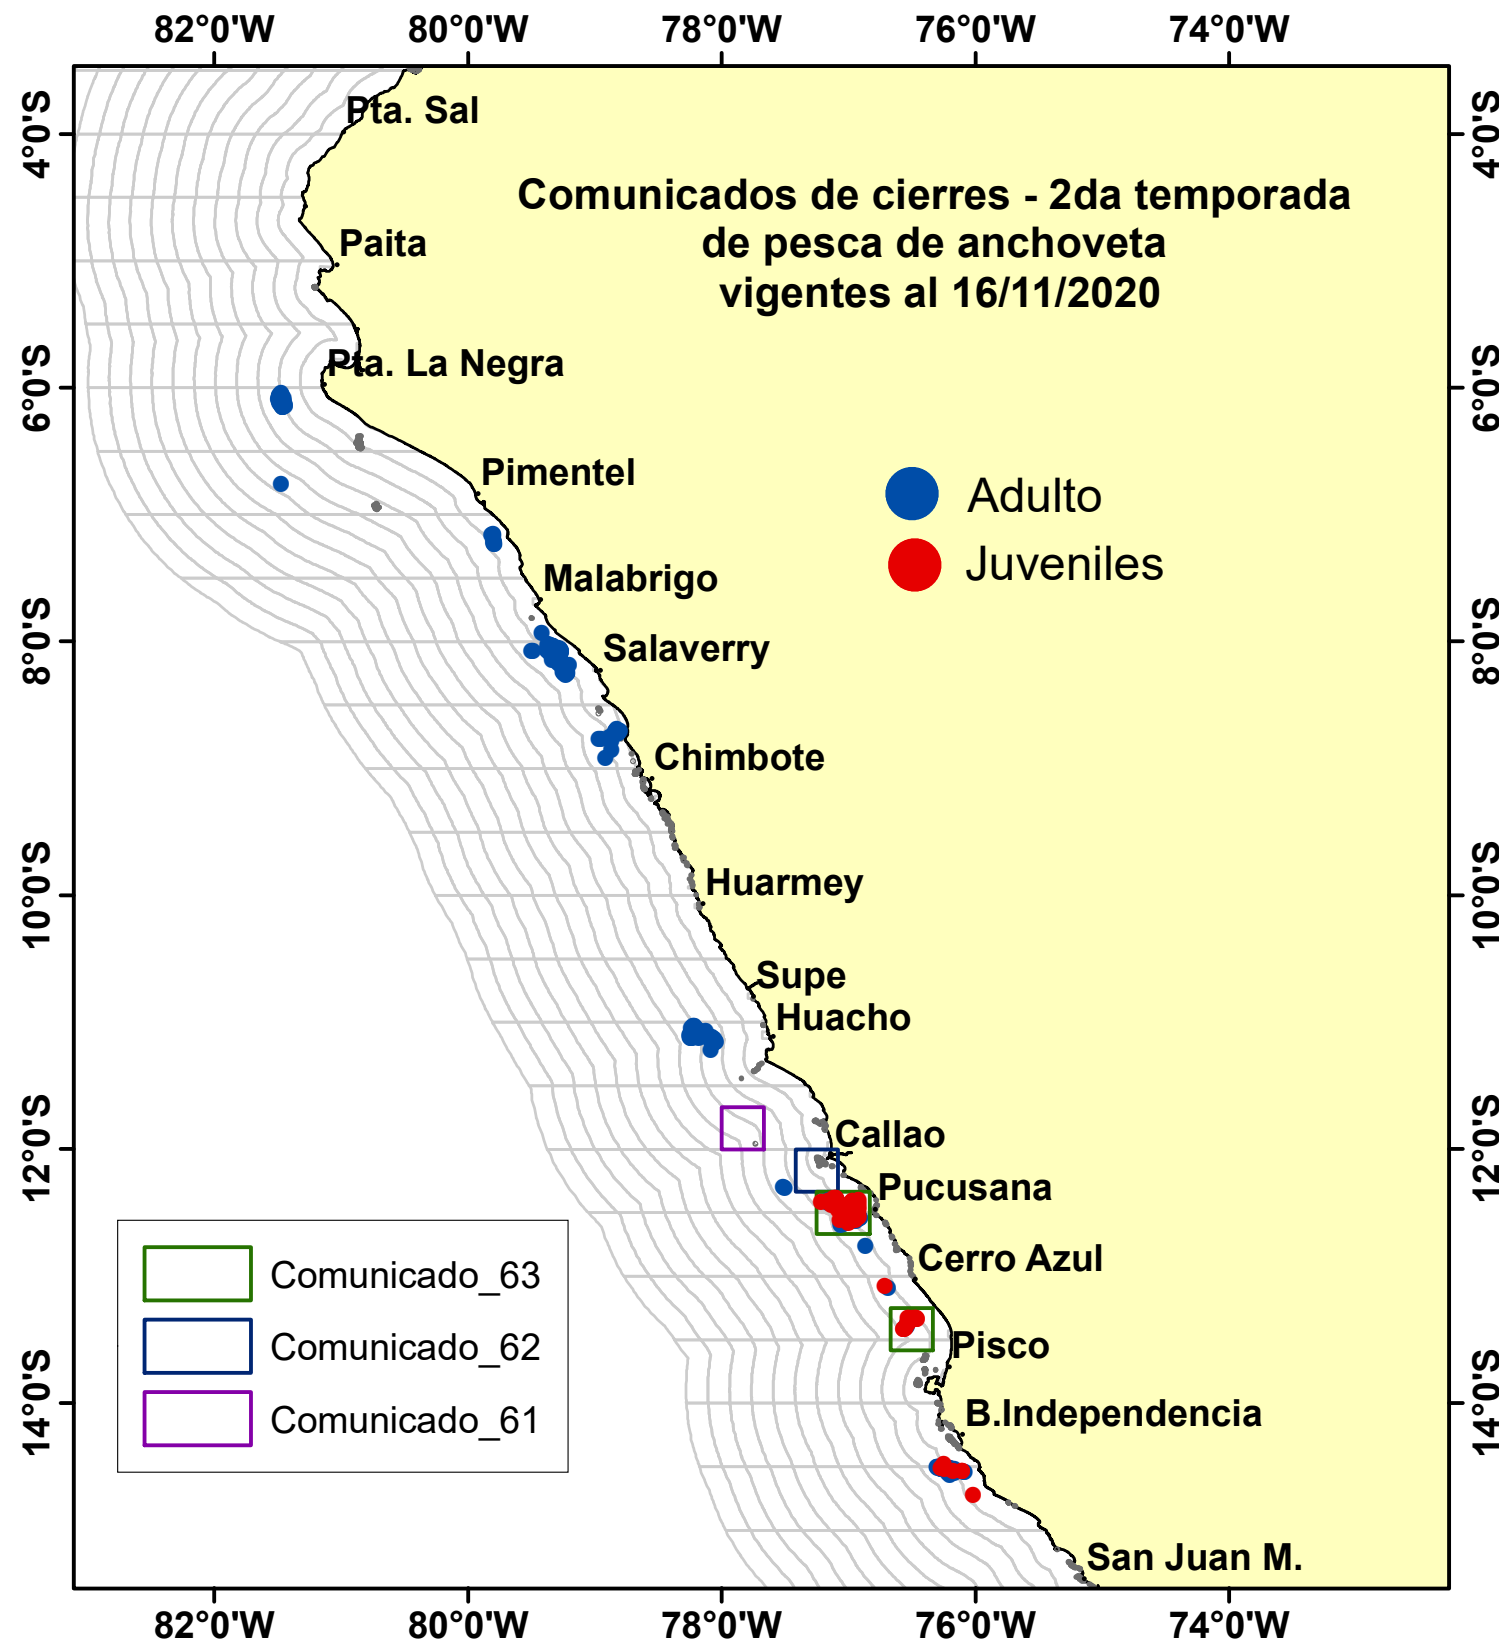 82°0'W 80°0'W 78°0'W 76°0'W 74°0'W
4°0'S 4°0'S
6°0'S 6°0'S
8°0'S 8°0'S
10°0'S 10°0'S
12°0'S 12°0'S
14°0'S 14°0'S
Pta. Sal
Comunicados de cierres - 2da temporada
de pesca de anchoveta
vigentes al 16/11/2020
Paita
Pta. La Negra
Pimentel
Adulto
Juveniles
Malabrigo
Salaverry
Chimbote
Huarmey
Supe
Huacho
Callao
Pucusana
Cerro Azul
Pisco
B.Independencia
San Juan M.
Comunicado_63
Comunicado_62
Comunicado_61
82°0'W 80°0'W 78°0'W 76°0'W 74°0'W